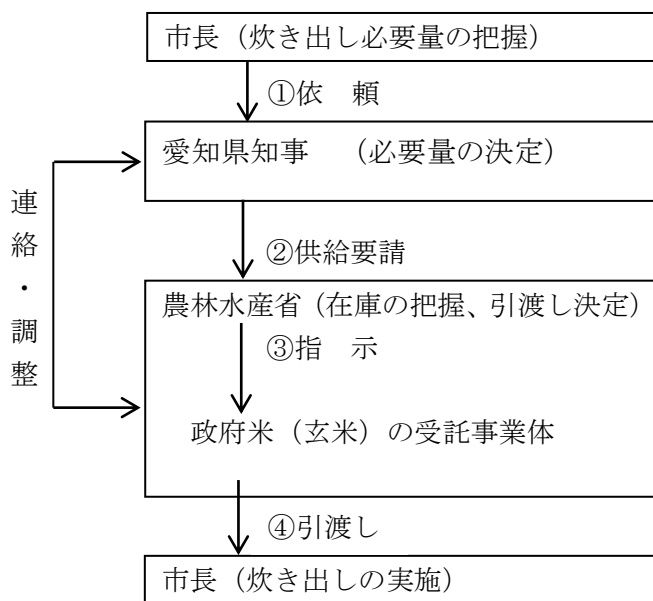 市長（炊き出し必要量の把握）
①依　頼
愛知県知事　（必要量の決定）
連絡・調整
②供給要請
農林水産省（在庫の把握、引渡し決定）
③指　示
政府米（玄米）の受託事業体
④引渡し
市長（炊き出しの実施）